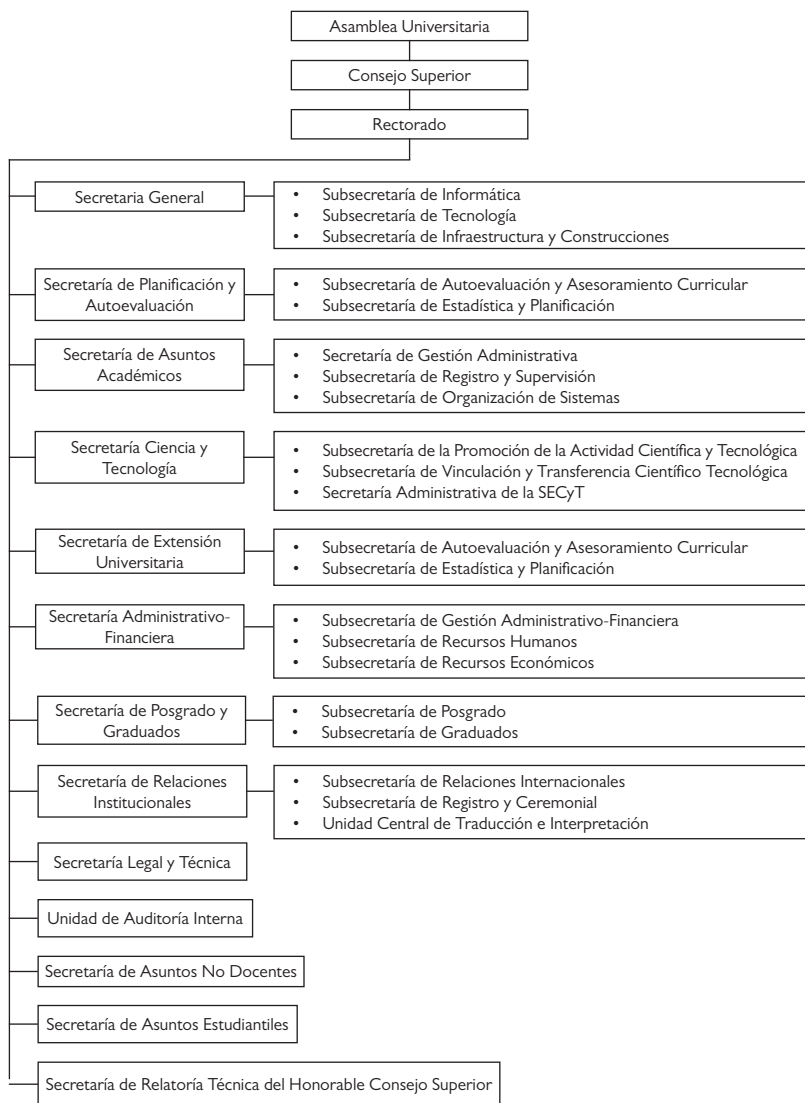 Asamblea Universitaria
Consejo Superior
Rectorado
Secretaria General
• Subsecretaría de Informática
• Subsecretaría de Tecnología
• Subsecretaría de Infraestructura y Construcciones
Secretaría de Planificación y
Autoevaluación
• Subsecretaría de Autoevaluación y Asesoramiento Curricular
• Subsecretaría de Estadística y Planificación
Secretaría de Asuntos
Académicos
• Secretaría de Gestión Administrativa
• Subsecretaría de Registro y Supervisión
• Subsecretaría de Organización de Sistemas
Secretaría Ciencia y
Tecnología
• Subsecretaría de la Promoción de la Actividad Científica y Tecnológica
• Subsecretaría de Vinculación y Transferencia Científico Tecnológica
• Secretaría Administrativa de la SECyT
Secretaría de Extensión
Universitaria
• Subsecretaría de Autoevaluación y Asesoramiento Curricular
• Subsecretaría de Estadística y Planificación
Secretaría Administrativo-
Financiera
• Subsecretaría de Gestión Administrativo-Financiera
• Subsecretaría de Recursos Humanos
• Subsecretaría de Recursos Económicos
Secretaría de Posgrado y
Graduados
• Subsecretaría de Posgrado
• Subsecretaría de Graduados
Secretaría de Relaciones
Institucionales
• Subsecretaría de Relaciones Internacionales
• Subsecretaría de Registro y Ceremonial
• Unidad Central de Traducción e Interpretación
Secretaría Legal y Técnica
Unidad de Auditoría Interna
Secretaría de Asuntos No Docentes
Secretaría de Asuntos Estudiantiles
Secretaría de Relatoría Técnica del Honorable Consejo Superior